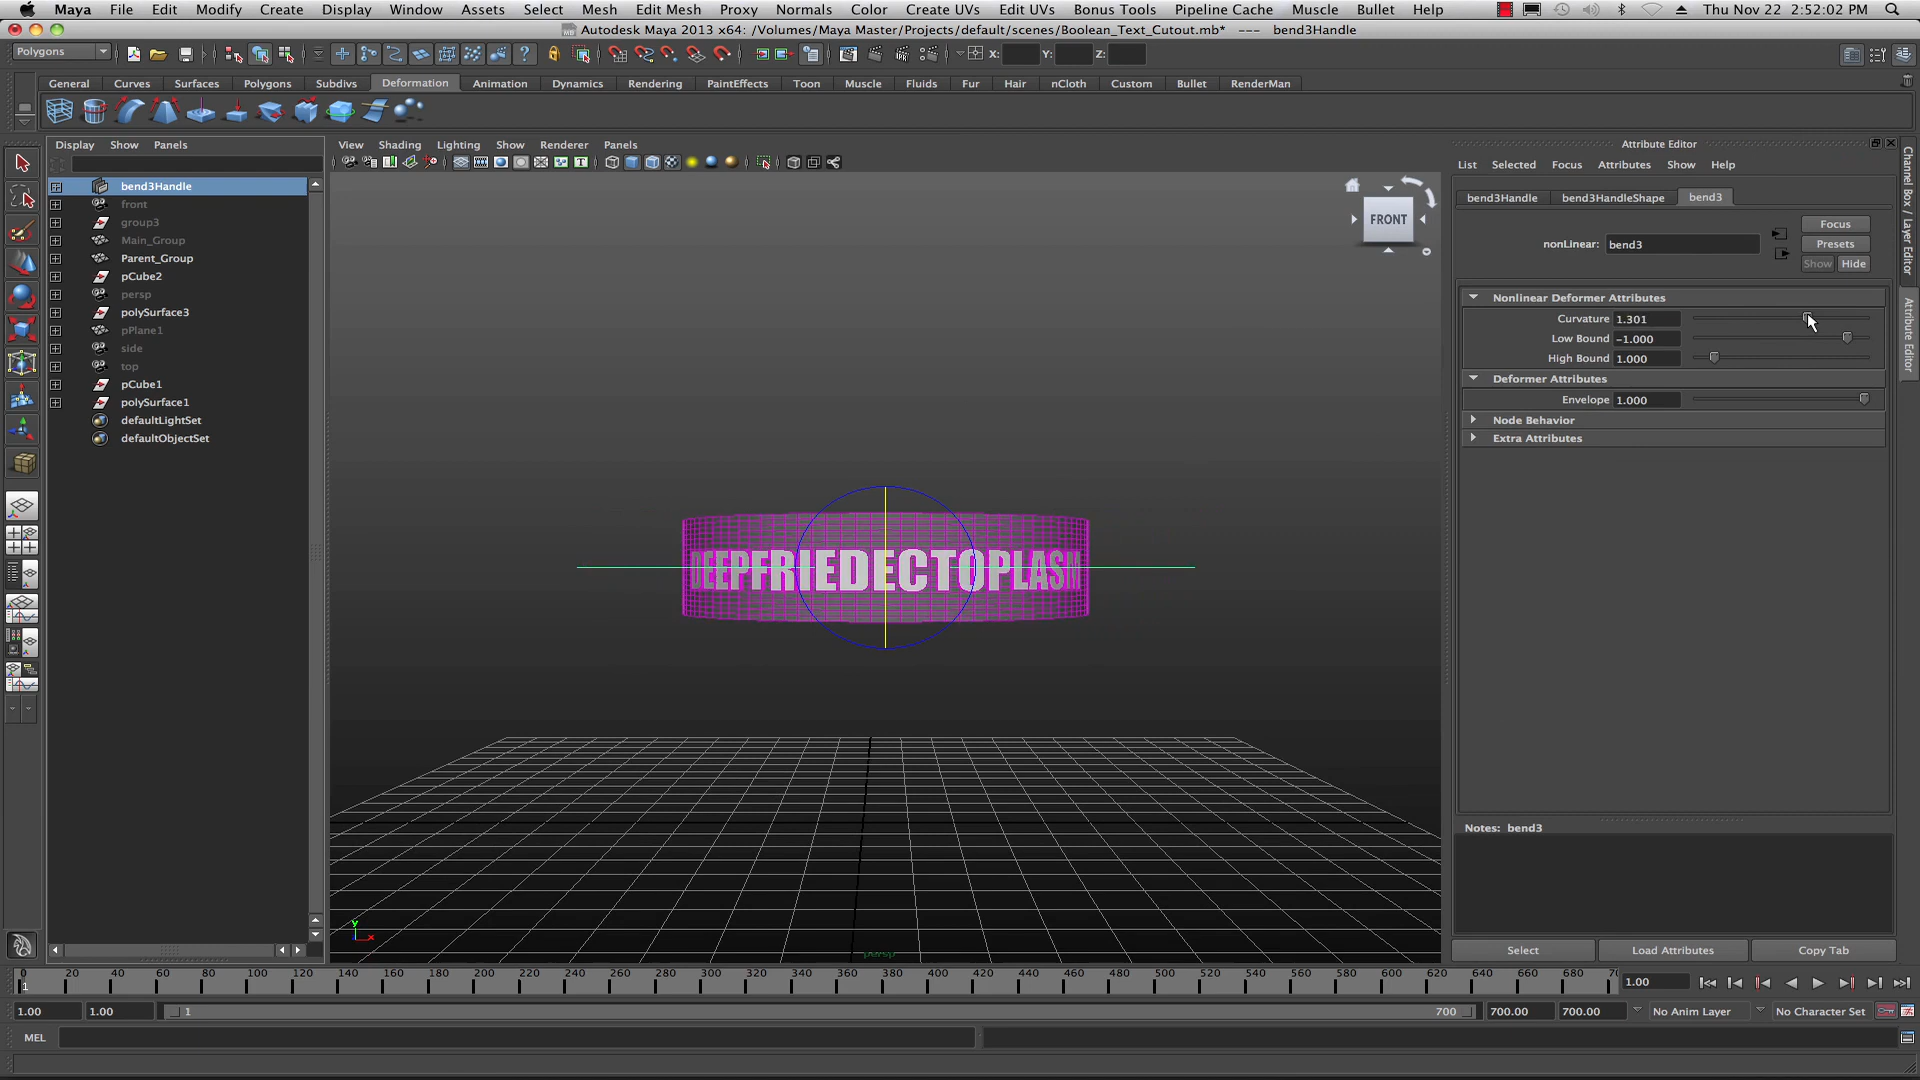 Maya File Edit Modify Create Display Window Assets Select Mesh Edit Mesh Proxy Normals Color Create UVs Edit UVs Bonus Tools Pipeline Cache Muscle Bullet Help Thu Nov 22 2:52:02 PM
Autodesk Maya 2013 x64: /Volumes/Maya Master/Projects/default/scenes/Boolean_Text_Cutout.mb* --- bend3Handle
Polygons X: Y: Z:
General Curves Surfaces Polygons Subdivs Deformation Animation Dynamics Rendering PaintEffects Toon Muscle Fluids Fur Hair nCloth Custom Bullet RenderMan
Display Show Panels
bend3Handle
front
group3
Main_Group
Parent_Group
pCube2
persp
polySurface3
pPlane1
side
top
pCube1
polySurface1
defaultLightSet
defaultObjectSet
View Shading Lighting Show Renderer Panels
FRONT
DEEPFRIEDECTOPLASM
y
x
persp
Attribute Editor
List Selected Focus Attributes Show Help
bend3Handle bend3HandleShape bend3
Focus
nonLinear: bend3 Presets
Show Hide
Nonlinear Deformer Attributes
Curvature 1.301
Low Bound -1.000
High Bound 1.000
Deformer Attributes
Envelope 1.000
Node Behavior
Extra Attributes
Notes: bend3
Select Load Attributes Copy Tab
Channel Box / Layer Editor
Attribute Editor
0 20 40 60 80 100 120 140 160 180 200 220 240 260 280 300 320 340 360 380 400 420 440 460 480 500 520 540 560 580 600 620 640 660 680 1.00
1
1.00 1.00 1 700 700.00 700.00 No Anim Layer No Character Set
MEL